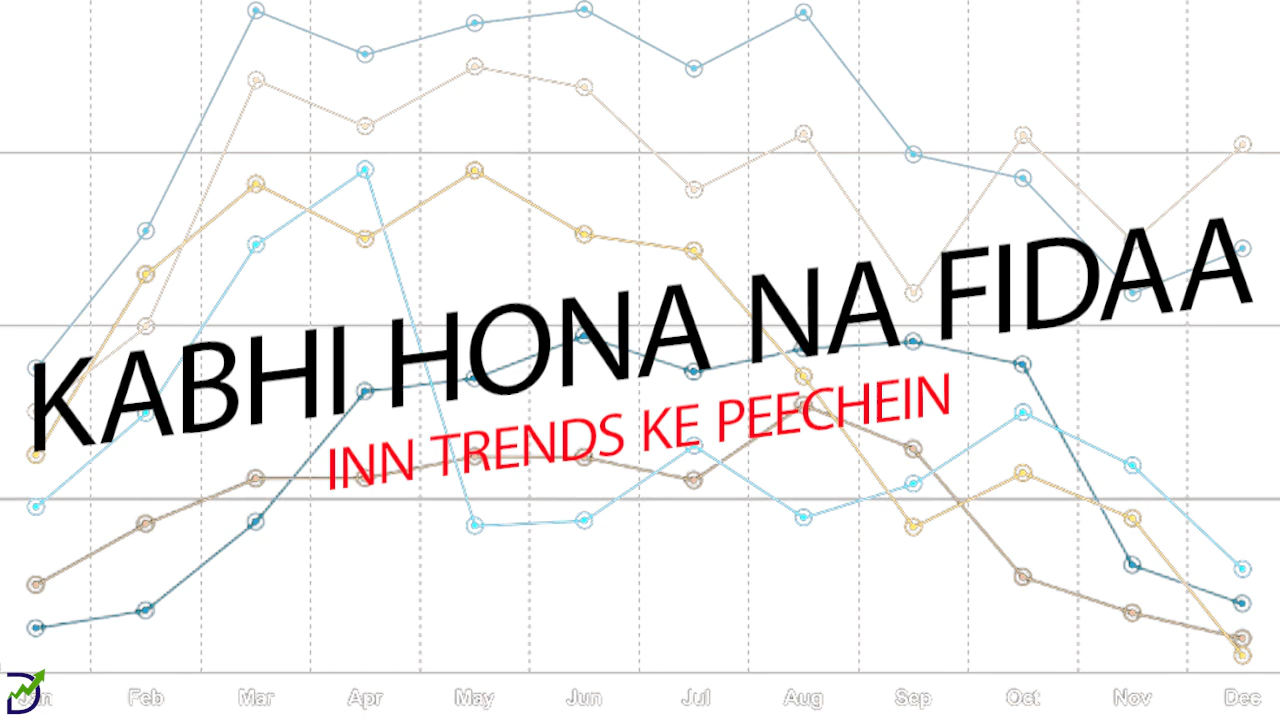 KABHI HONA NA FIDAA
INN TRENDS KE PEECHEIN
Jan Feb Mar Apr May Jun Jul Aug Sep Oct Nov Dec